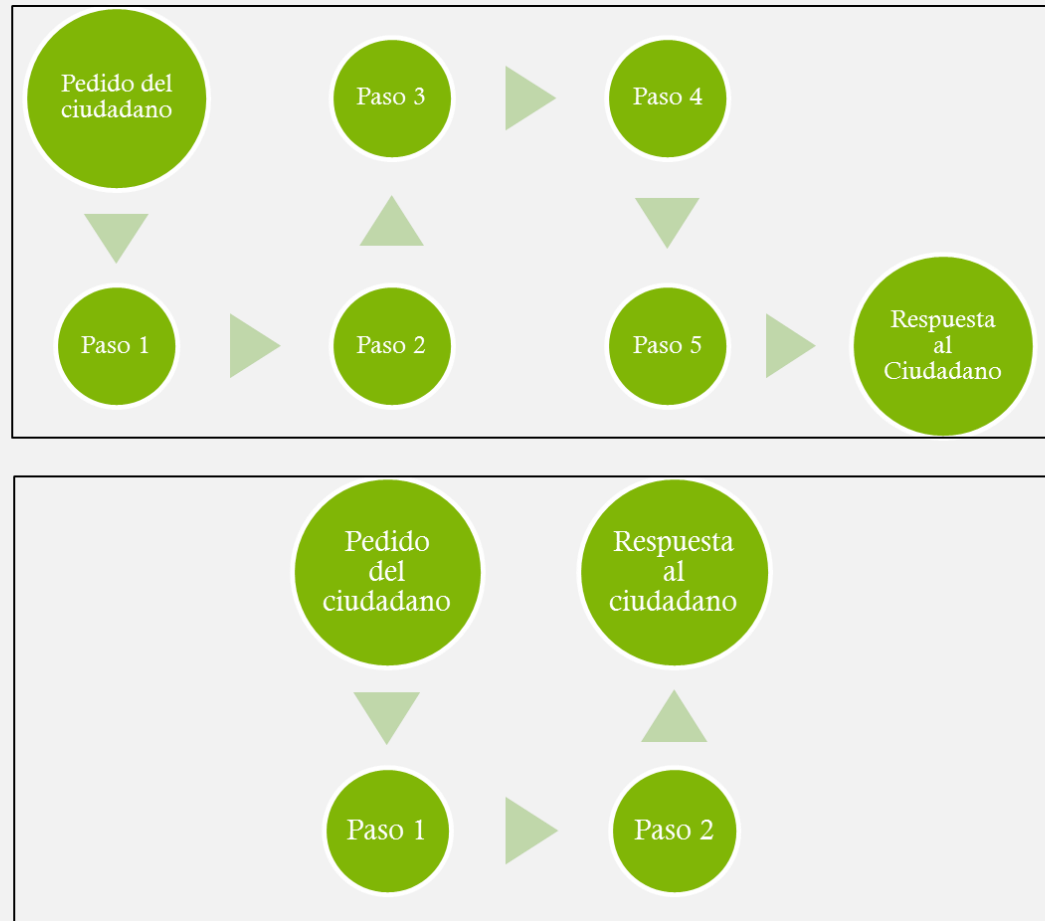 Pedido del
ciudadano
Paso 1
Paso 2
Paso 3
Paso 4
Paso 5
Respuesta
al
Ciudadano
Pedido
del
ciudadano
Paso 1
Paso 2
Respuesta
al
ciudadano